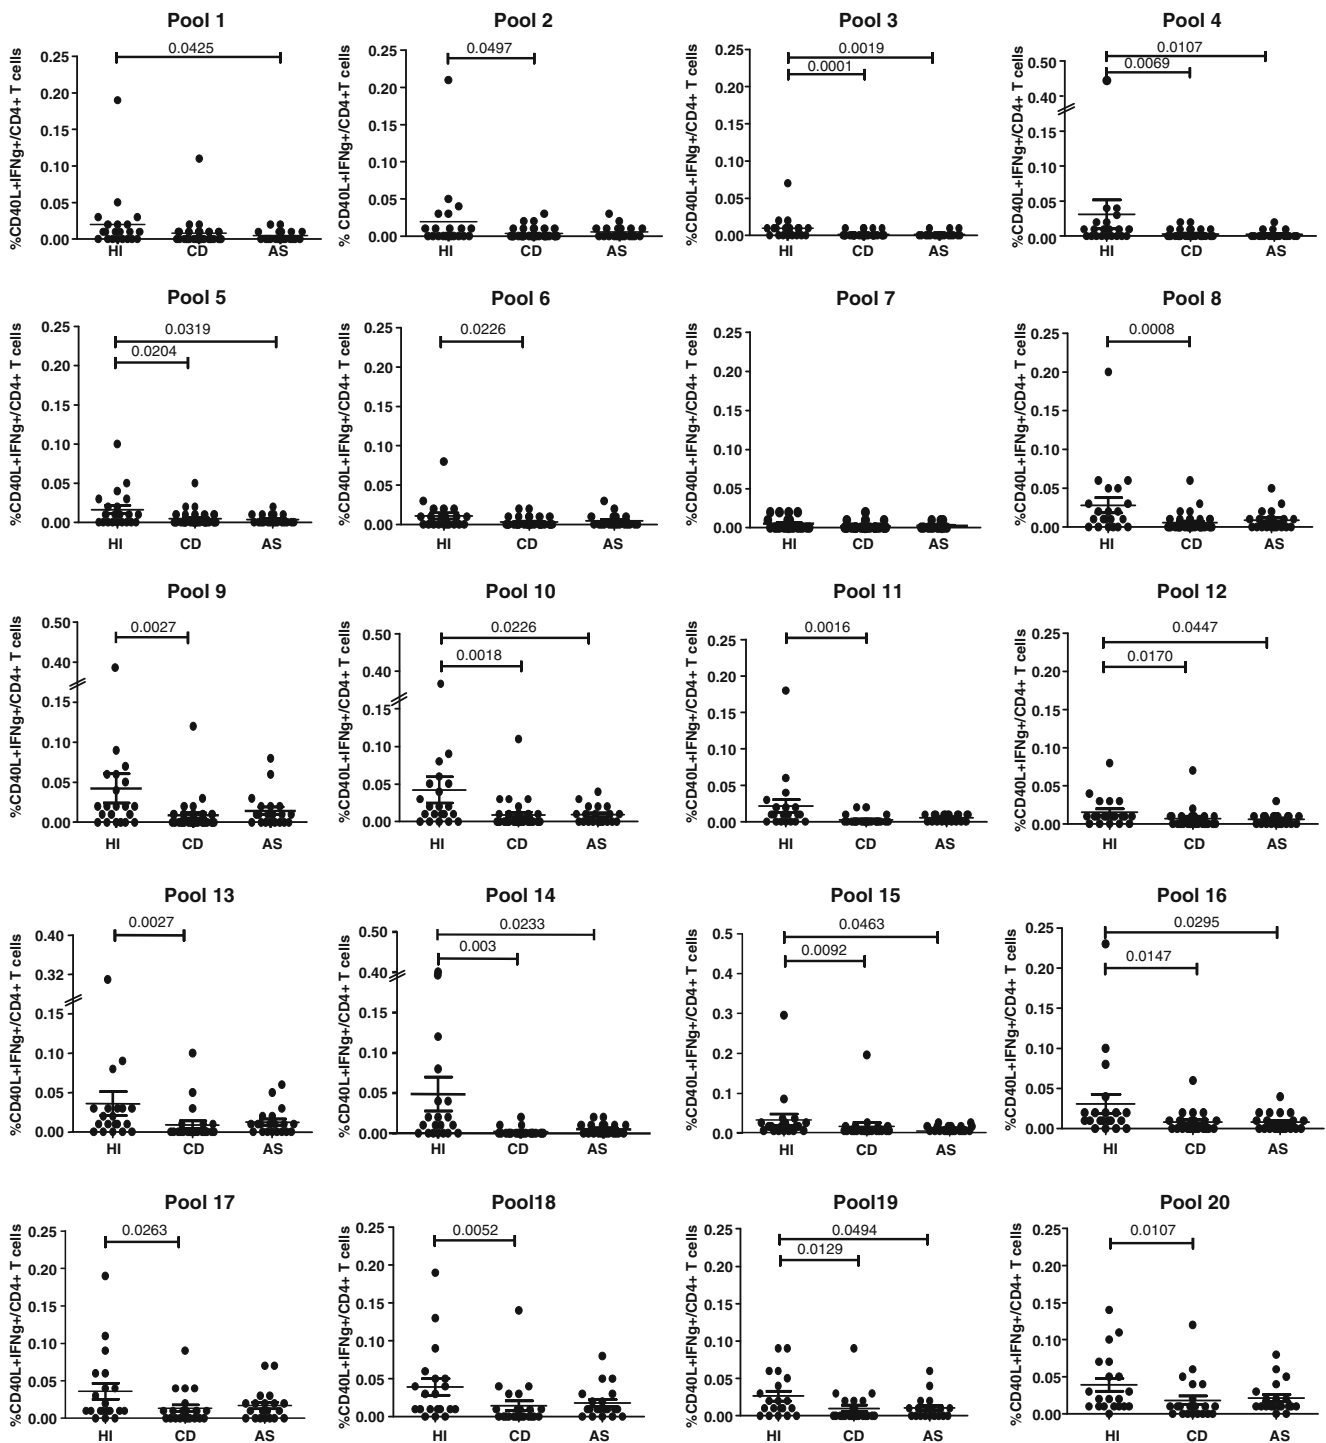 Pool 1
%CD40L+IFNg+/CD4+ T cells
0.0425
0.25
0.20
0.15
0.10
0.05
0.00
HI CD AS
Pool 2
% CD40L+IFNg+/CD4+T cells
0.0497
0.25
0.20
0.15
0.10
0.05
0.00
HI CD AS
Pool 3
%CD40L+IFNg+/CD4+ T cells
0.0019
0.0001
0.25
0.20
0.15
0.10
0.05
0.00
HI CD AS
Pool 4
%CD40L+IFNg+/CD4+ T cells
0.0107
0.0069
0.50
0.40
0.15
0.10
0.05
0.00
HI CD AS
Pool 5
%CD40L+IFNg+/CD4+ T cells
0.0319
0.0204
0.25
0.20
0.15
0.10
0.05
0.00
HI CD AS
Pool 6
%CD40L+IFNg+/CD4+ T cells
0.0226
0.25
0.20
0.15
0.10
0.05
0.00
HI CD AS
Pool 7
%CD40L+IFNg+/CD4+ T cells
0.25
0.20
0.15
0.10
0.05
0.00
HI CD AS
Pool 8
%CD40L+IFNg+/CD4+ T cells
0.0008
0.25
0.20
0.15
0.10
0.05
0.00
HI CD AS
Pool 9
%CD40L+IFNg+/CD4+ T cells
0.0027
0.50
0.40
0.15
0.10
0.05
0.00
HI CD AS
Pool 10
%CD40L+IFNg+/CD4+ T cells
0.0226
0.0018
0.50
0.40
0.15
0.10
0.05
0.00
HI CD AS
Pool 11
%CD40L+IFNg+/CD4+ T cells
0.0016
0.25
0.20
0.15
0.10
0.05
0.00
HI CD AS
Pool 12
%CD40L+IFNg+/CD4+ T cells
0.0447
0.0170
0.25
0.20
0.15
0.10
0.05
0.00
HI CD AS
Pool 13
%CD40L+IFNg+/CD4+ T cells
0.0027
0.40
0.32
0.15
0.10
0.05
0.00
HI CD AS
Pool 14
%CD40L+IFNg+/CD4+ T cells
0.0233
0.003
0.50
0.40
0.15
0.10
0.05
0.00
HI CD AS
Pool 15
%CD40L+IFNg+/CD4+ T cells
0.0463
0.0092
0.5
0.4
0.3
0.2
0.1
0.0
HI CD AS
Pool 16
%CD40L+IFNg+/CD4+ T cells
0.0295
0.0147
0.25
0.20
0.15
0.10
0.05
0.00
HI CD AS
Pool 17
%CD40L+IFNg+/CD4+ T cells
0.0263
0.25
0.20
0.15
0.10
0.05
0.00
HI CD AS
Pool18
%CD40L+IFNg+/CD4+ T cells
0.0052
0.25
0.20
0.15
0.10
0.05
0.00
HI CD AS
Pool19
%CD40L+IFNg+/CD4+ T cells
0.0494
0.0129
0.25
0.20
0.15
0.10
0.05
0.00
HI CD AS
Pool 20
%CD40L+IFNg+/CD4+ T cells
0.0107
0.25
0.20
0.15
0.10
0.05
0.00
HI CD AS